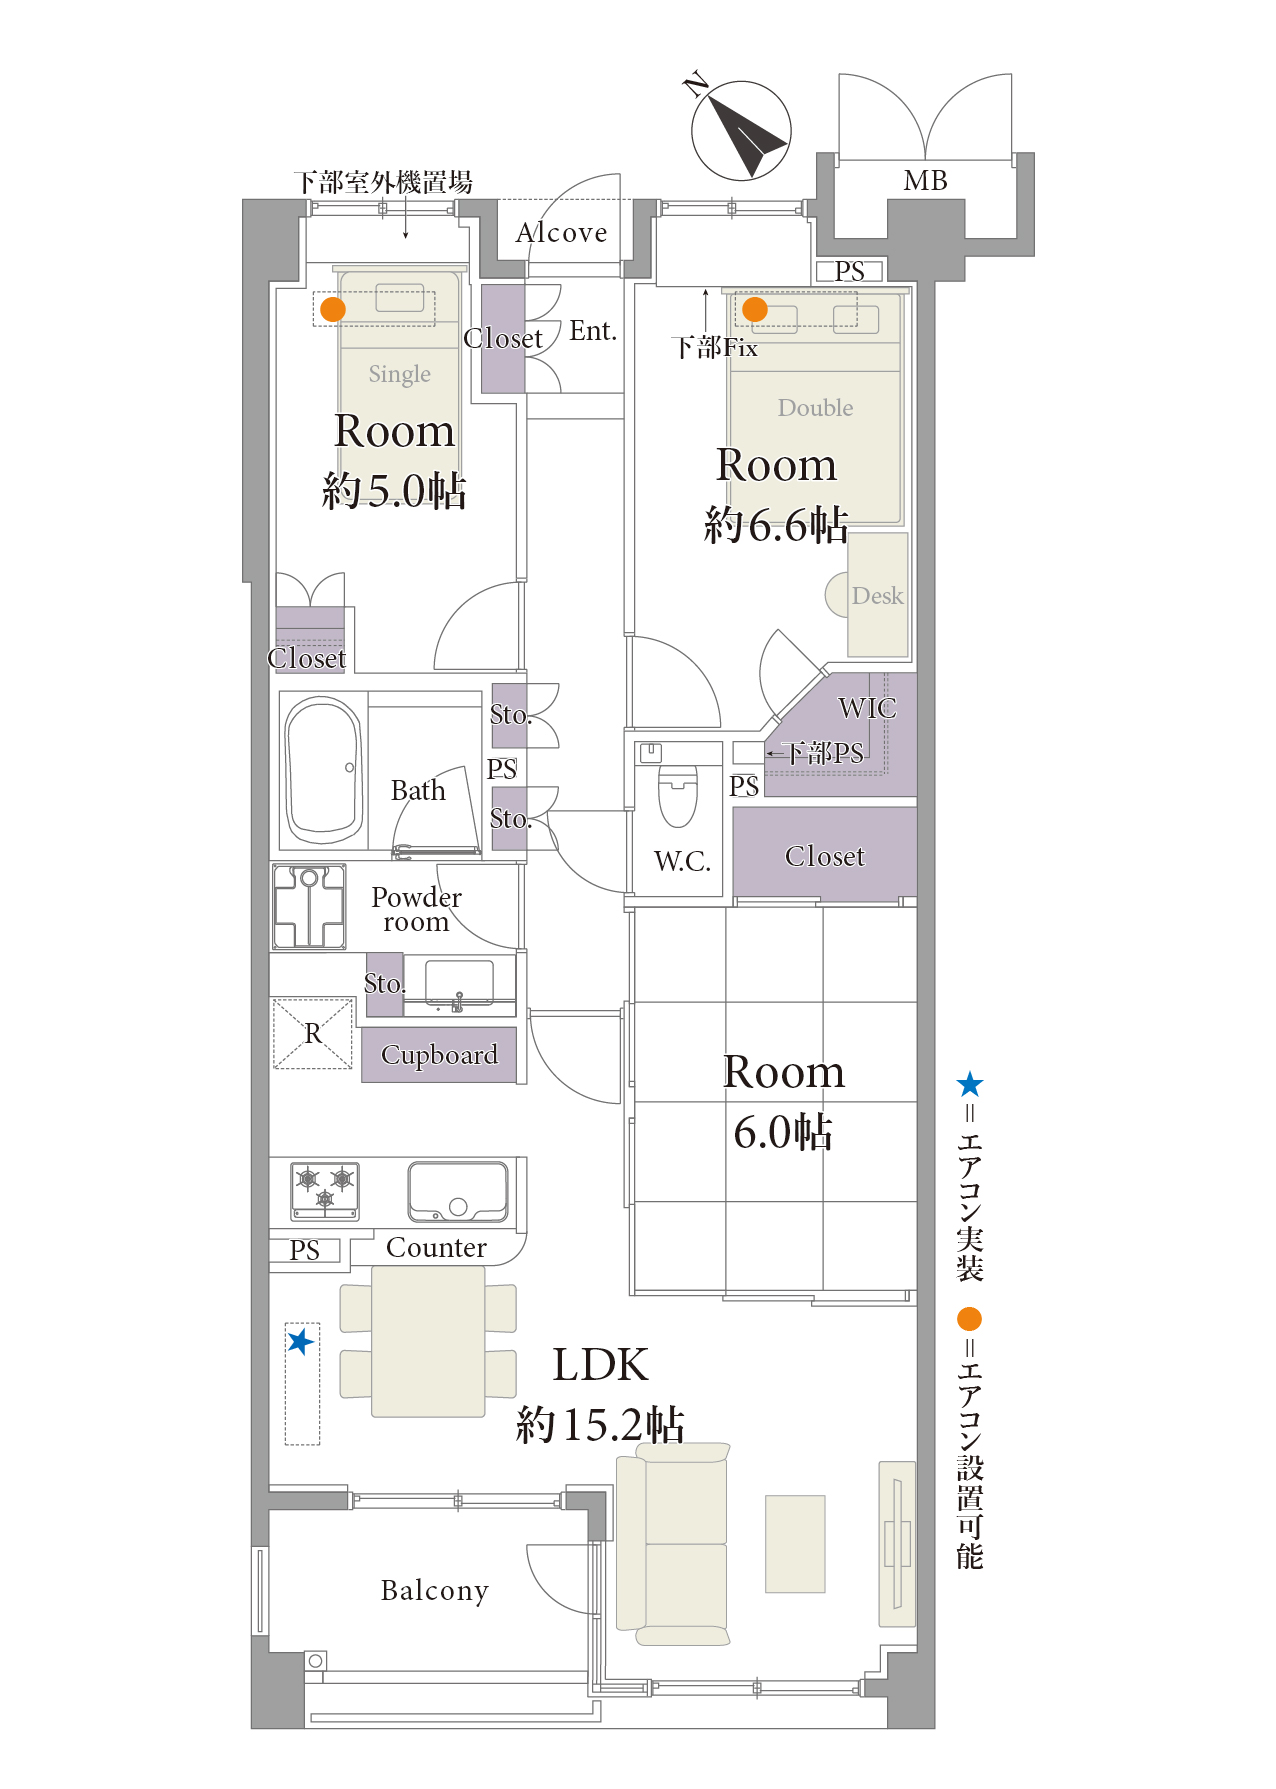 N
MB
下部室外機置場
Alcove
PS
Closet
Ent.
下部Fix
Single
Double
Room
約5.0帖
Room
約6.6帖
Desk
Closet
WIC
Sto.
下部PS
PS
PS
Bath
Sto.
W.C.
Closet
Powder
room
Sto.
R
Cupboard
Room
6.0帖
PS
Counter
LDK
約15.2帖
Balcony
★=エアコン実装
●=エアコン設置可能